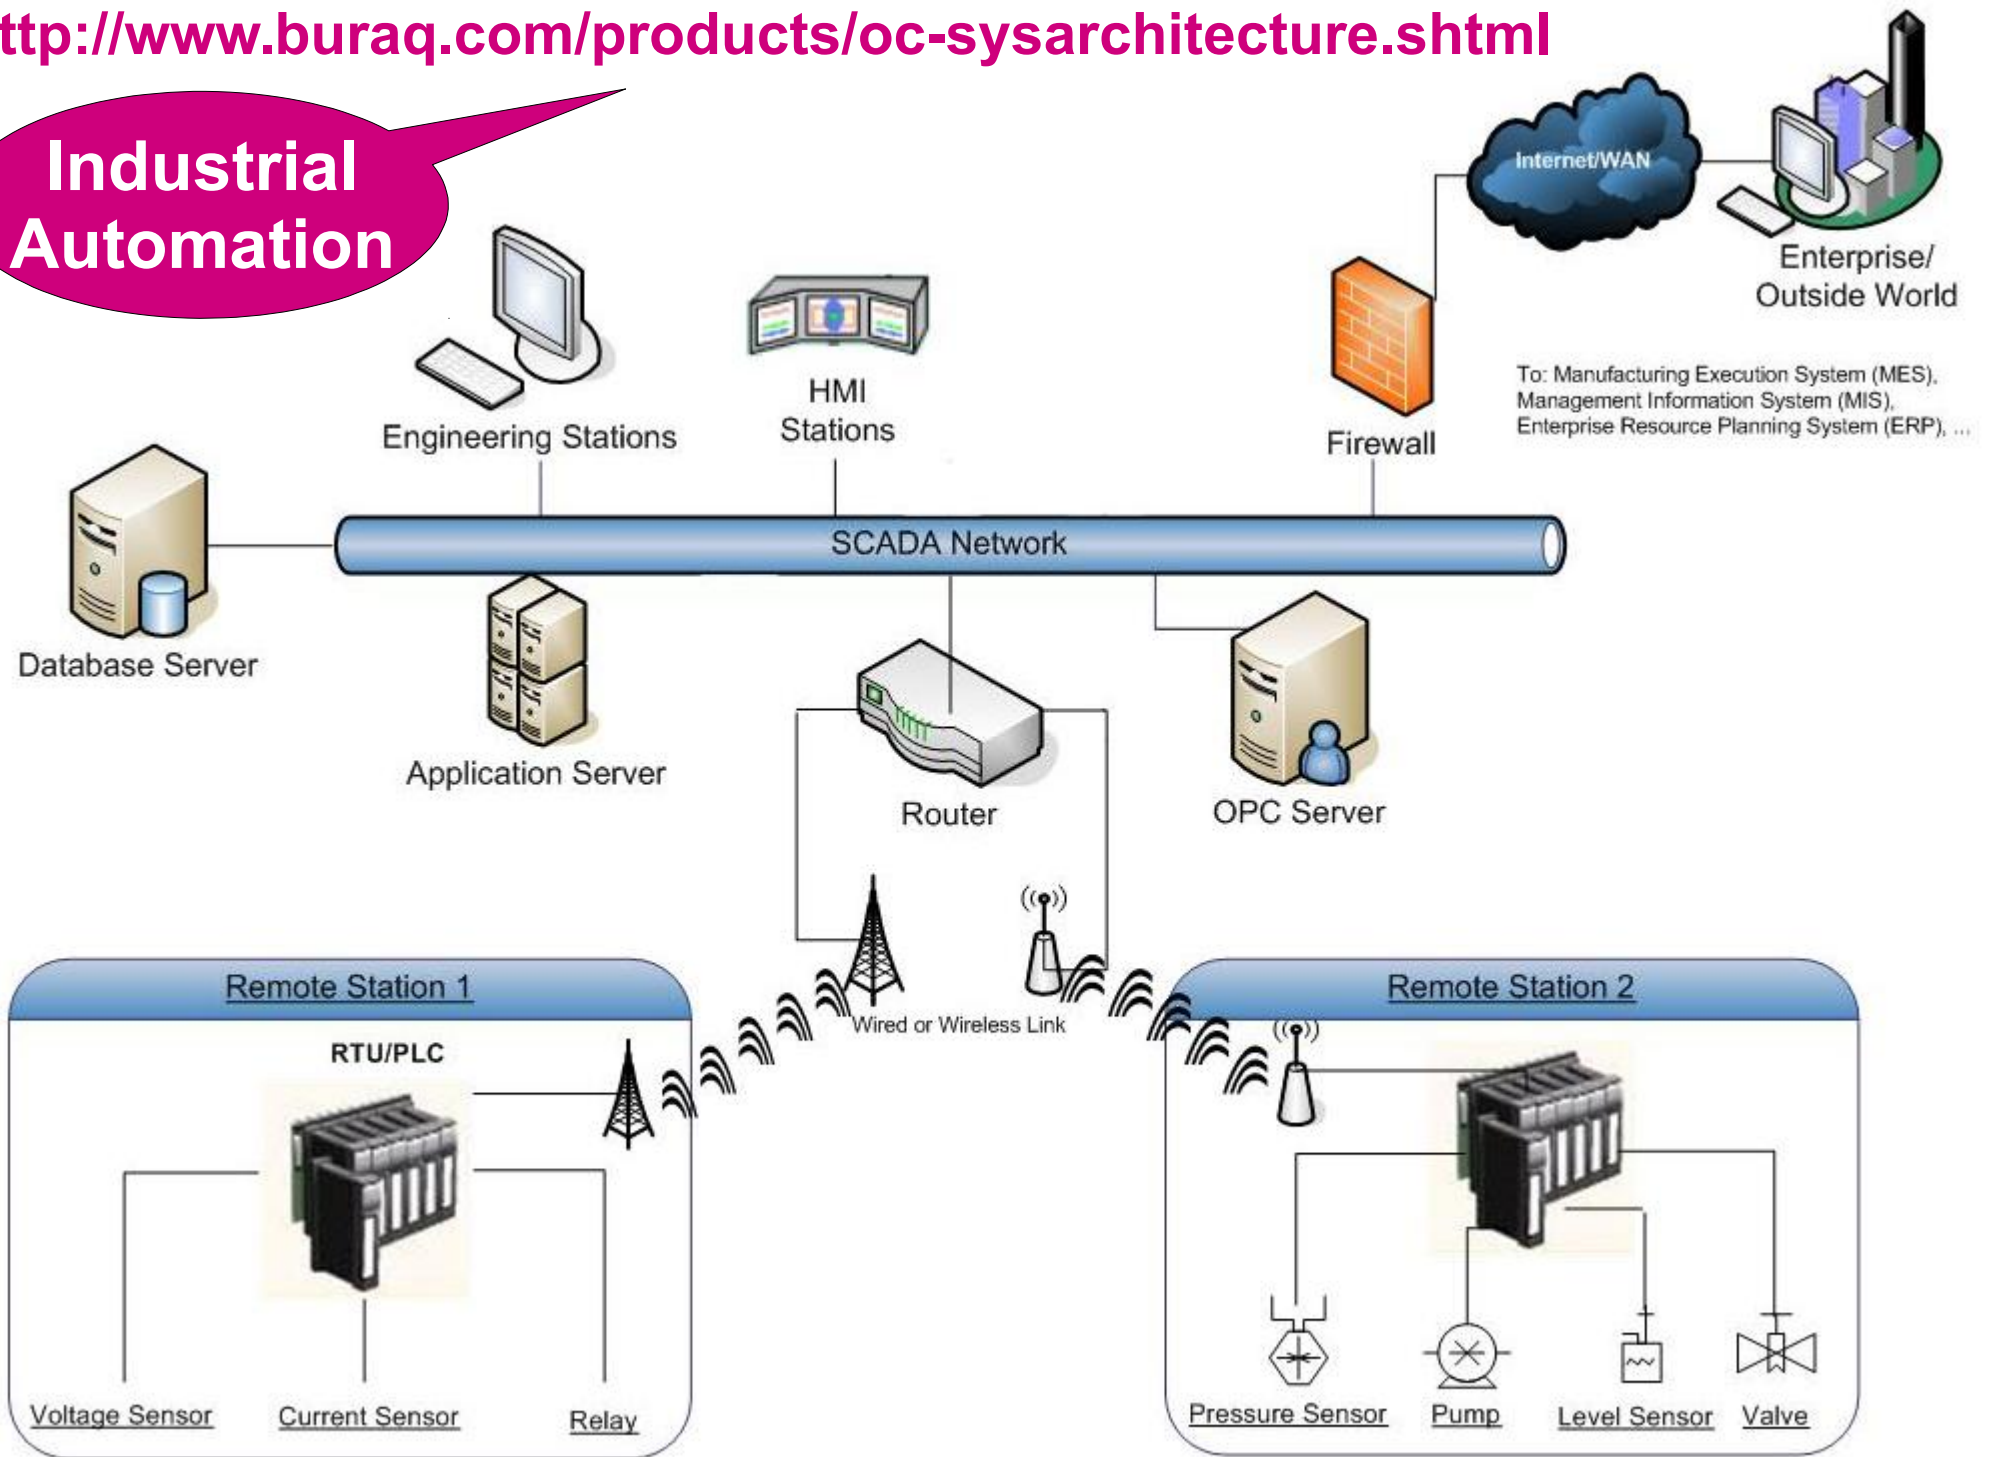 ttp://www.buraq.com/products/oc-sysarchitecture.shtml
Industrial
Automation
Internet/WAN
Enterprise/
Outside World
To: Manufacturing Execution System (MES),
Management Information System (MIS),
Enterprise Resource Planning System (ERP), ...
Engineering Stations
HMI
Stations
Firewall
SCADA Network
Database Server
Application Server
Router
OPC Server
Wired or Wireless Link
Remote Station 1
RTU/PLC
Voltage Sensor
Current Sensor
Relay
Remote Station 2
Pressure Sensor
Pump
Level Sensor
Valve